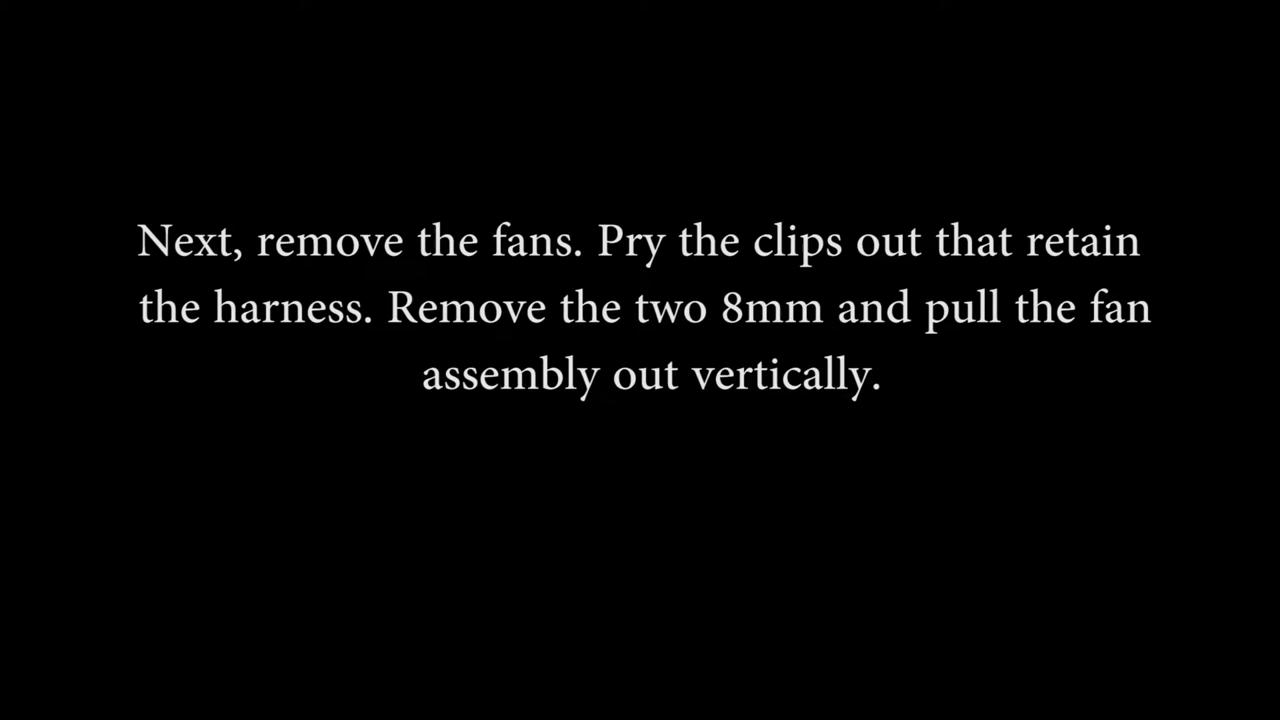 Next, remove the fans. Pry the clips out that retain
the harness. Remove the two 8mm and pull the fan
assembly out vertically.